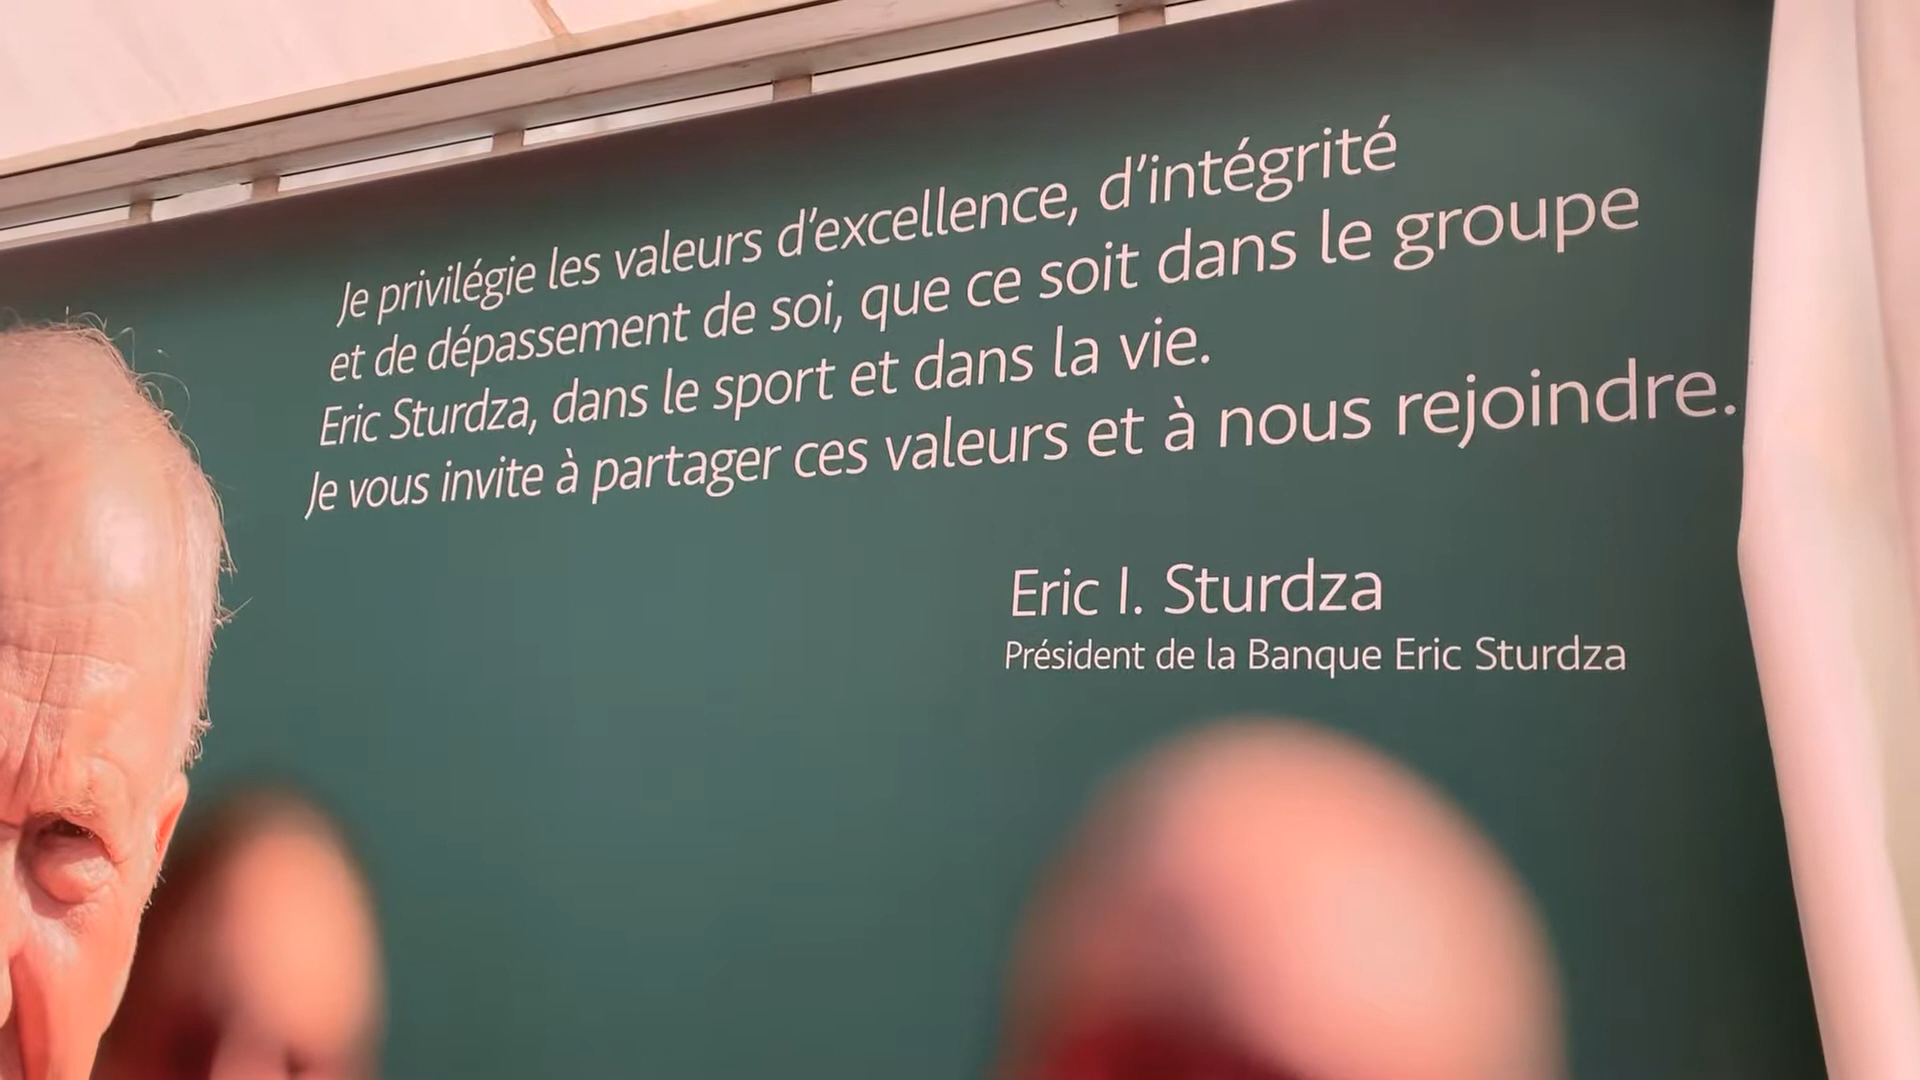 Je privilégie les valeurs d'excellence, d'intégrité
et de dépassement de soi, que ce soit dans le groupe
Eric Sturdza, dans le sport et dans la vie.
Je vous invite à partager ces valeurs et à nous rejoindre.
Eric I. Sturdza
Président de la Banque Eric Sturdza